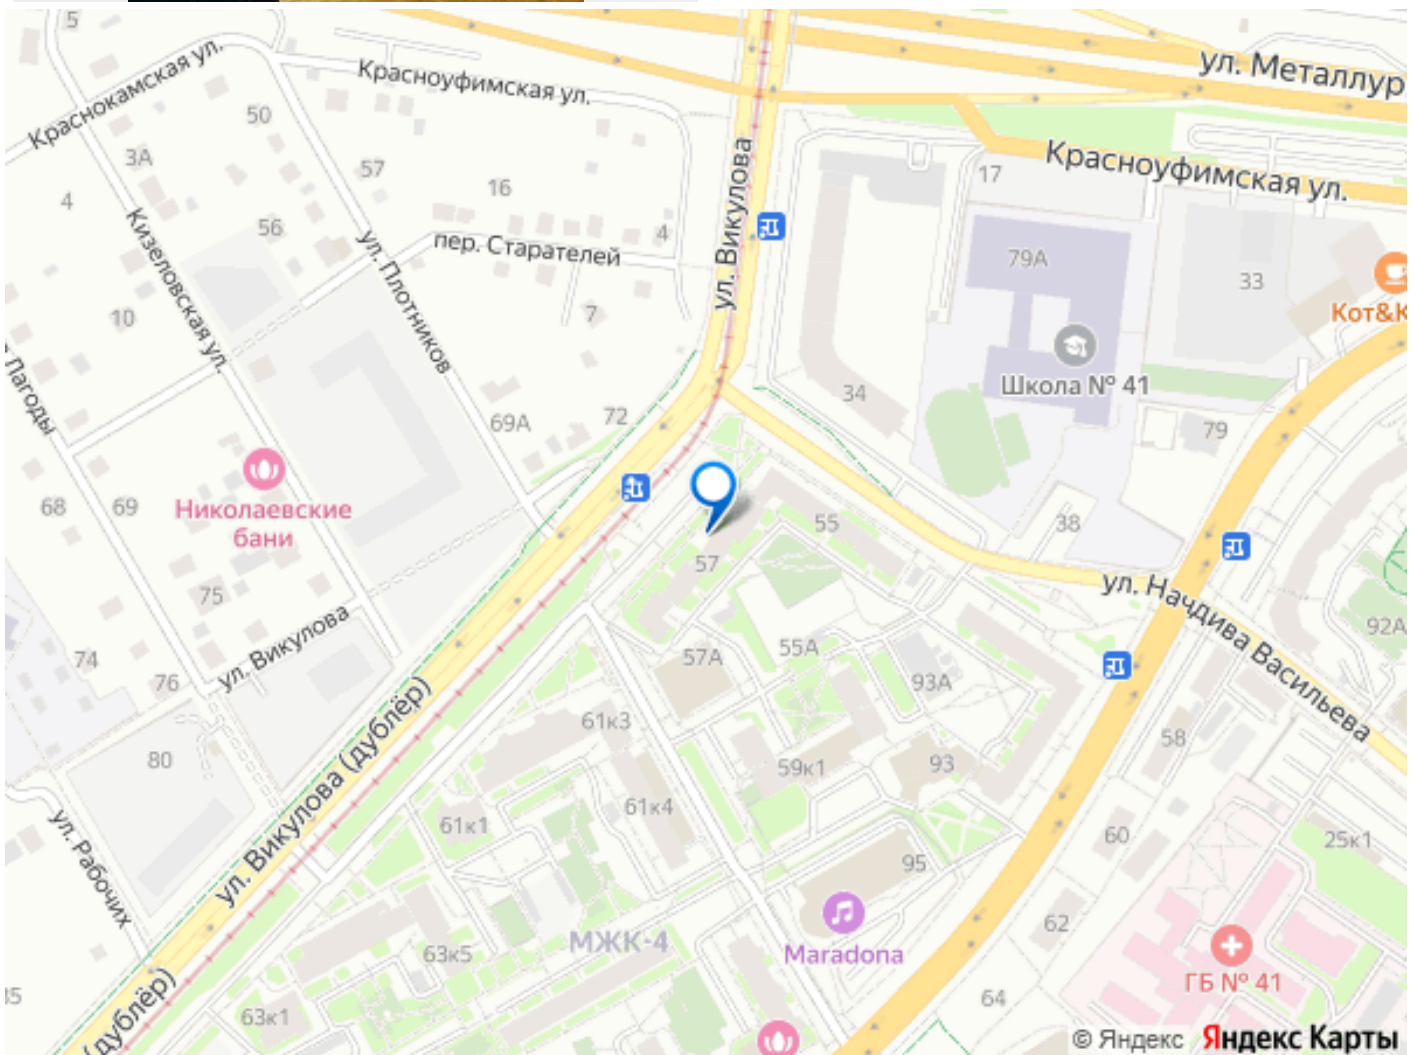 5
ул. Металлур
Краснокамская ул.
Красноуфимская ул.
50
3А
57
16
17
Красноуфимская ул.
4
Кизеловская ул.
56
ул. Плотников
пер. Старателей
4
ул. Викулова
79А
33
10
7
Кот&К
Пагоды
Школа № 41
34
69А
72
79
Николаевские
бани
68
69
55
38
57
75
ул. Начдива Васильева
92А
ул. Викулова
74
76
57А
55А
93А
61к3
58
80
59к1
93
ул. Викулова (дублёр)
61к1
61к4
60
25к1
ул. Рабочих
95
62
МЖК-4
Maradona
63к5
ГБ № 41
64
63к1
(дублёр)
© Яндекс Яндекс Карты